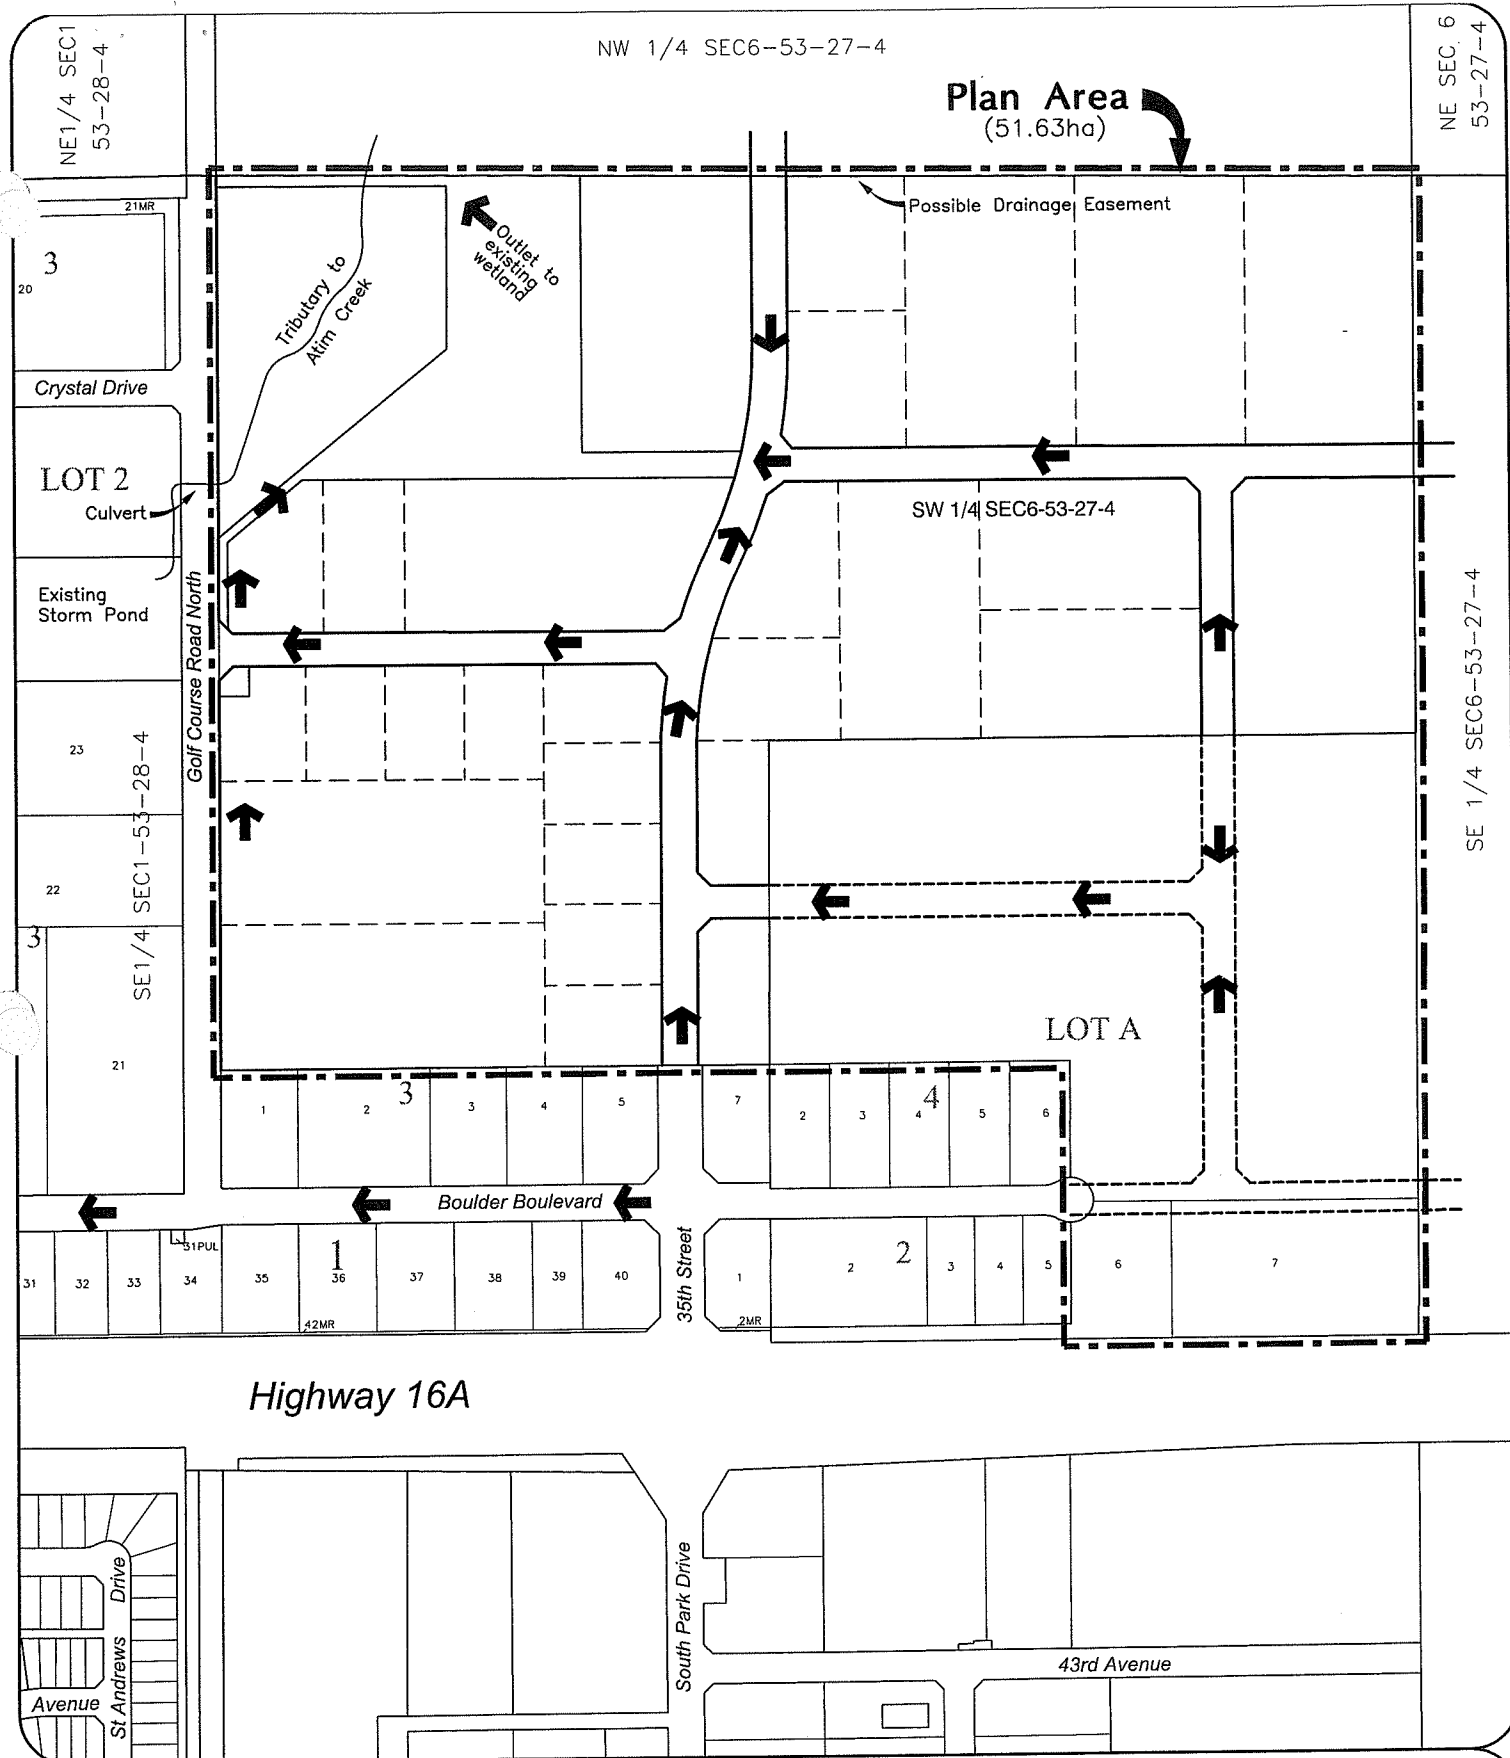 NE1/4 SEC1
53-28-4
NW 1/4 SEC6-53-27-4
NE SEC. 6
53-27-4
Plan Area
(51.63ha)
21MR
Possible Drainage Easement
3
20
Outlet to
existing
wetland
Tributary to
Atim Creek
Crystal Drive
LOT 2
Culvert
SW 1/4 SEC6-53-27-4
Existing
Storm Pond
Golf Course Road North
SE 1/4 SEC6-53-27-4
23
SE1/4 SEC1-53-28-4
22
3
21
LOT A
1
2
3
3
4
5
7
2
3
4
4
5
6
Boulder Boulevard
31PUL
31
32
33
34
35
1
36
37
38
39
40
42MR
35th Street
1
2MR
2
2
3
4
5
6
7
Highway 16A
South Park Drive
St Andrews Drive
Avenue
43rd Avenue